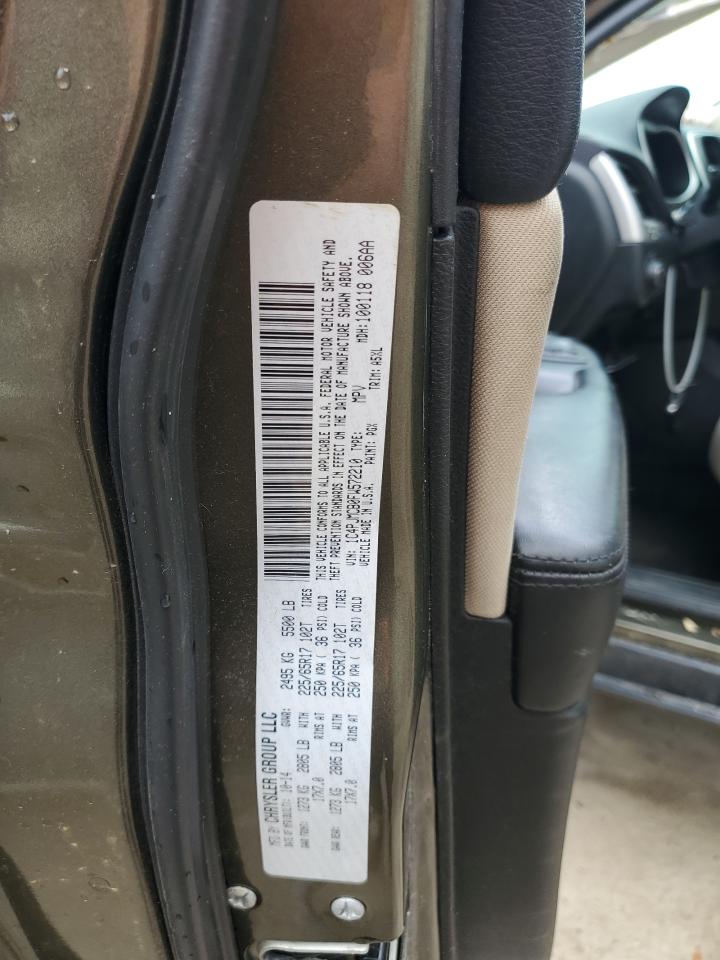 MFD BY CHRYSLER GROUP LLC
DATE OF MFR 10-14 GVWR: 2495 KG 5500 LB
GAWR FRONT: 1273 KG 2805 LB WITH 225/65R17 102T TIRES
17X7.0 RIMS AT 250 KPA ( 36 PSI) COLD
GAWR REAR: 1273 KG 2805 LB WITH 225/65R17 102T TIRES
17X7.0 RIMS AT 250 KPA ( 36 PSI) COLD
THIS VEHICLE CONFORMS TO ALL APPLICABLE U.S.A. FEDERAL MOTOR VEHICLE SAFETY AND
THEFT PREVENTION STANDARDS IN EFFECT ON THE DATE OF MANUFACTURE SHOWN ABOVE.
VIN: 1C4PJMCB0FW572210 TYPE: MPV MDH: 100118 006AA
VEHICLE MADE IN U.S.A. PAINT: PGX TRIM: A5XL